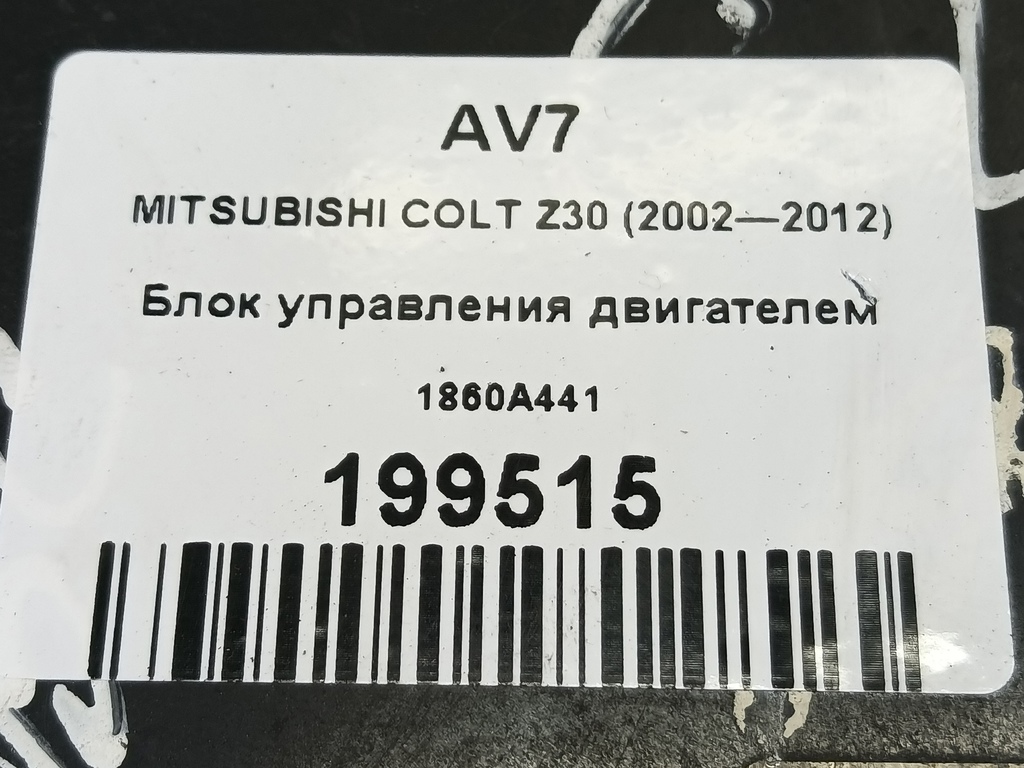 AV7
MITSUBISHI COLT Z30 (2002—2012)
Блок управления двигателем
1860A441
199515